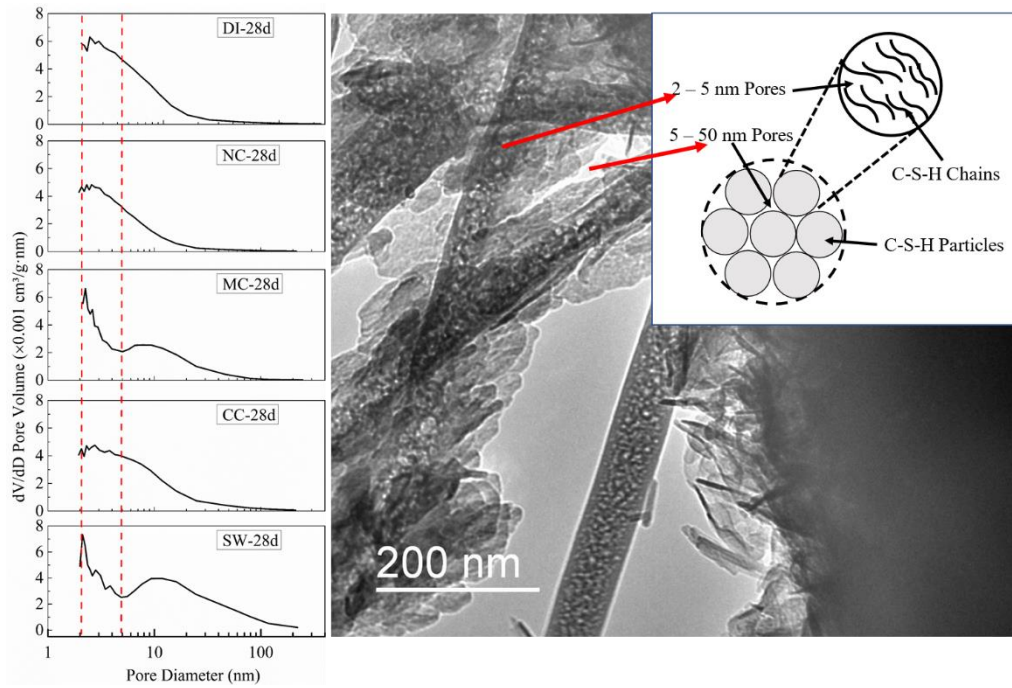 dV/dD Pore Volume (×0.001 cm³/g·nm)
8
6
4
2
0
DI-28d
8
6
4
2
0
NC-28d
8
6
4
2
0
MC-28d
8
6
4
2
0
CC-28d
8
6
4
2
0
SW-28d
1 10 100
Pore Diameter (nm)
2 – 5 nm Pores
5 – 50 nm Pores
C-S-H Chains
C-S-H Particles
200 nm